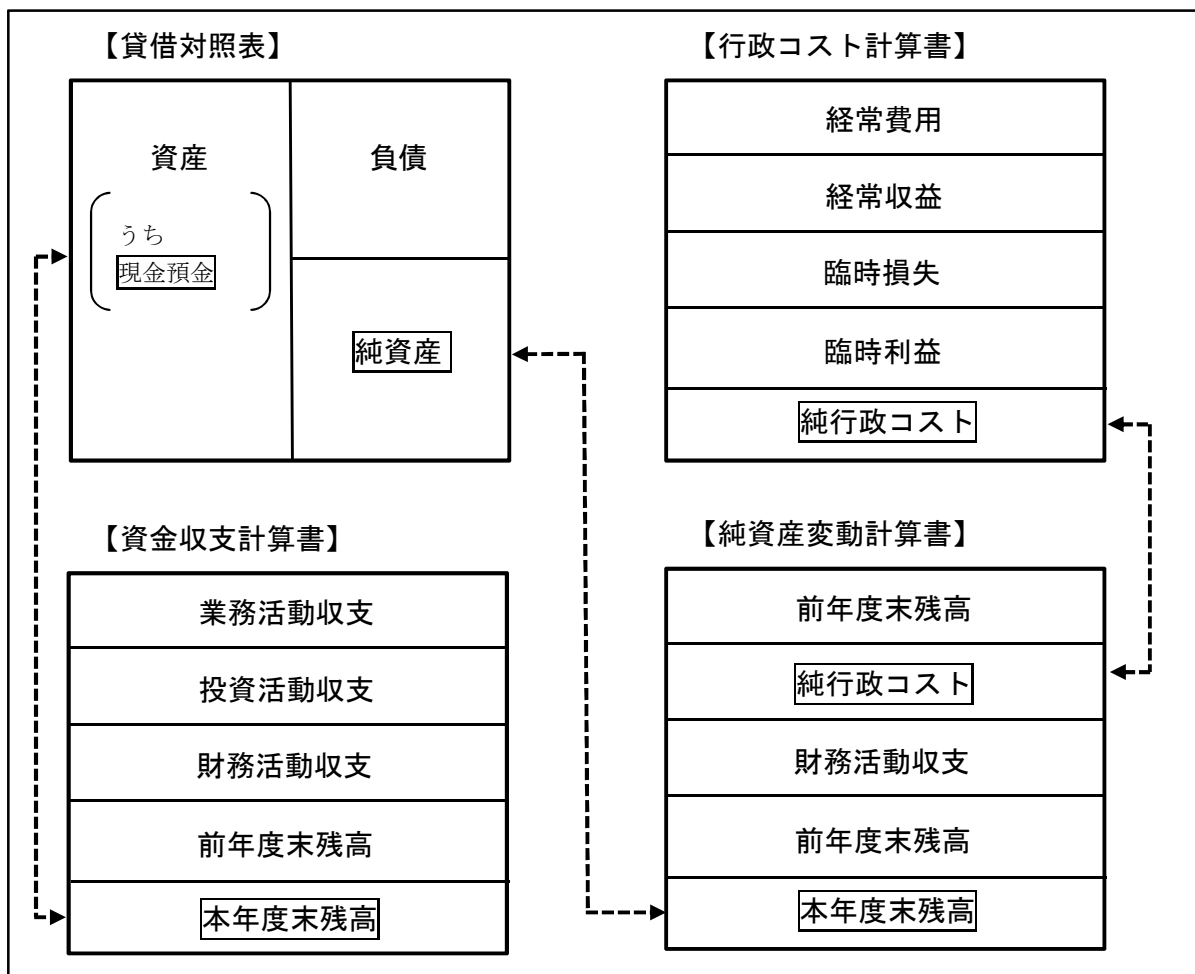 【貸借対照表】
資産
うち
現金預金
負債
純資産
【行政コスト計算書】
経常費用
経常収益
臨時損失
臨時利益
純行政コスト
【資金収支計算書】
業務活動収支
投資活動収支
財務活動収支
前年度末残高
本年度末残高
【純資産変動計算書】
前年度末残高
純行政コスト
財務活動収支
前年度末残高
本年度末残高